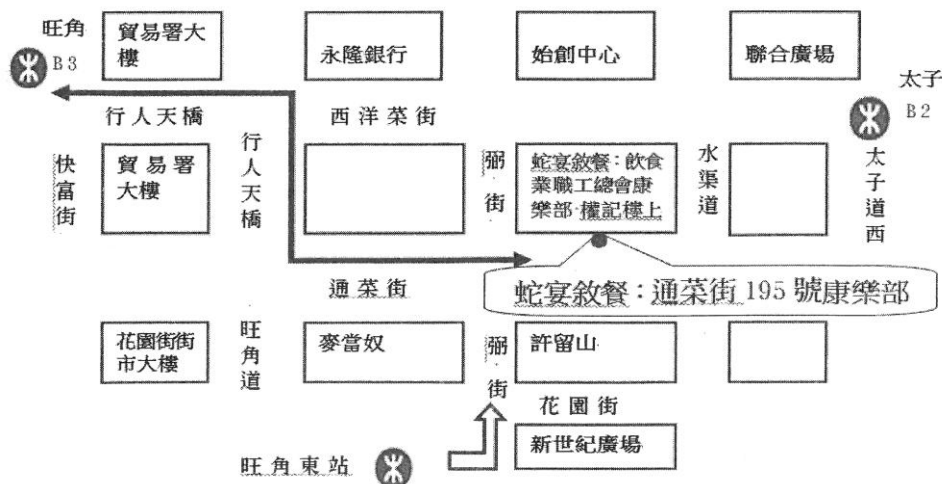 旺角
B3
貿易署大
樓
永隆銀行
始創中心
聯合廣場
太子
B2
行人天橋
西洋菜街
快富街
貿易署
大樓
行人天橋
弼‧街
蛇宴敘餐：飲食
業職工總會康
樂部-權記樓上
水渠道
太子道西
通菜街
蛇宴敘餐：通菜街 195 號康樂部
花園街街
市大樓
旺角道
麥當奴
弼‧街
許留山
花園街
新世紀廣場
旺角東站